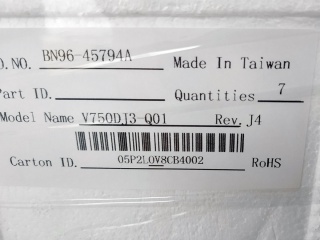 O.NO. BN96-45794A Made In Taiwan
Part ID. Quantities 7
Model Name V750DJ3-Q01 Rev.J4
Carton ID. 05P2L0V8CB4002 RoHS